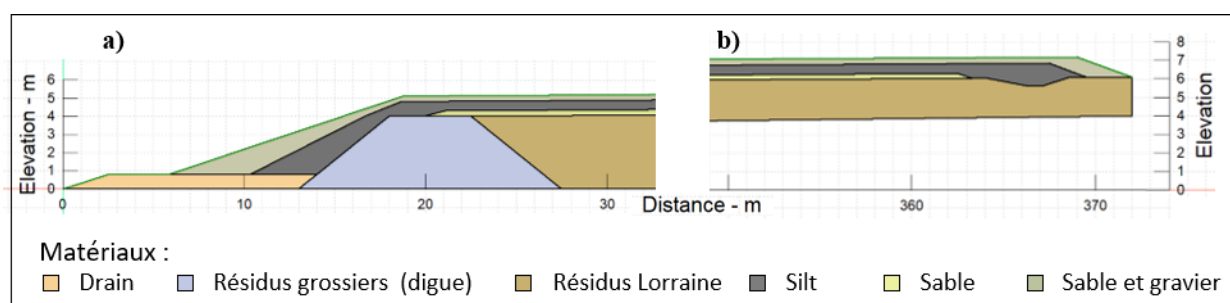 a)
b)
Elevation - m
6
5
4
3
2
1
0
0
10
20
30
Distance - m
360
370
8
7
6
5
4
3
2
1
0
Elevation
Matériaux :
Drain
Résidus grossiers (digue)
Résidus Lorraine
Silt
Sable
Sable et gravier